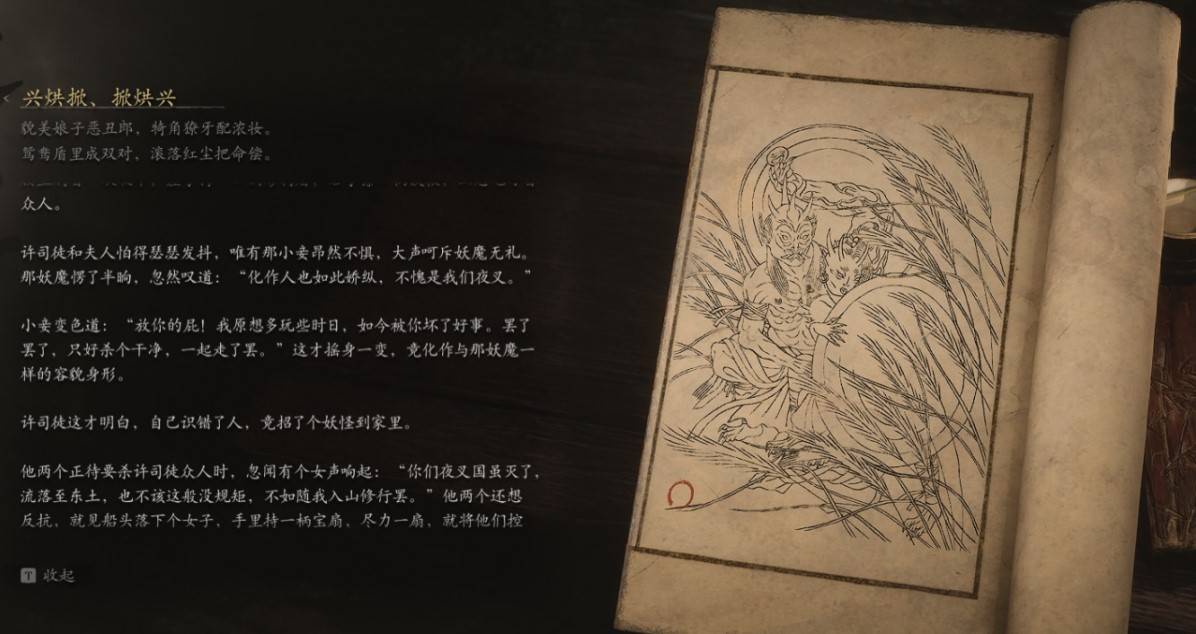 兴烘掀、掀烘兴
貌美娘子恶丑郎，犄角獠牙配浓妆。
鸳鸯盾里成双对，滚落红尘把命偿。
众人。
许司徒和夫人怕得瑟瑟发抖，唯有那小妾昂然不惧，大声呵斥妖魔无礼。
那妖魔愣了半晌，忽然叹道：“化作人也如此娇纵，不愧是我们夜叉。”
小妾变色道：“放你的屁！我原想多玩些时日，如今被你坏了好事。罢了
罢了，只好杀个干净，一起走了罢。”这才摇身一变，竟化作与那妖魔一
样的容貌身形。
许司徒这才明白，自己识错了人，竟招了个妖怪到家里。
他两个正待要杀许司徒众人时，忽闻有个女声响起：“你们夜叉国虽灭了，
流落至东土，也不该这般没规矩，不如随我入山修行罢。”他两个还想
反抗，就见船头落下个女子，手里持一柄宝扇，尽力一扇，就将他们控
T 收起